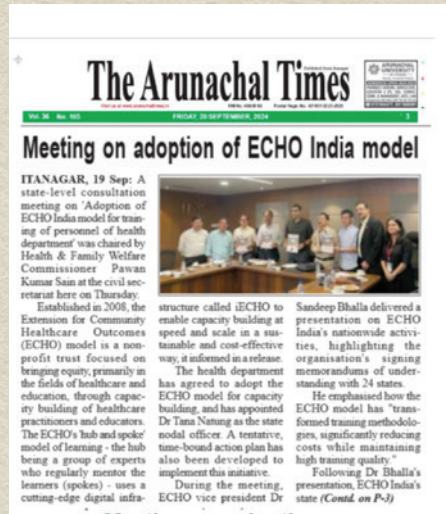 The Arunachal Times
Vol. 36 No. 165 FRIDAY, 20 SEPTEMBER, 2024 3
Meeting on adoption of ECHO India model
ITANAGAR, 19 Sep: A
state-level consultation
meeting on 'Adoption of
ECHO India model for train-
ing of personnel of health
department' was chaired by
Health & Family Welfare
Commissioner Pawan
Kumar Sain at the civil sec-
retariat here on Thursday.
Established in 2008, the
Extension for Community
Healthcare Outcomes
(ECHO) model is a non-
profit trust focused on
bringing equity, primarily in
the fields of healthcare and
education, through capac-
ity building of healthcare
practitioners and educators.
The ECHO's 'hub and spoke'
model of learning - the hub
being a group of experts
who regularly mentor the
learners (spokes) - uses a
cutting-edge digital infra-
structure called iECHO to
enable capacity building at
speed and scale in a sus-
tainable and cost-effective
way, it informed in a release.
The health department
has agreed to adopt the
ECHO model for capacity
building, and has appointed
Dr Tana Natung as the state
nodal officer. A tentative,
time-bound action plan has
also been developed to
implement this initiative.
During the meeting,
ECHO vice president Dr
Sandeep Bhalla delivered a
presentation on ECHO
India's nationwide activi-
ties, highlighting the
organisation's signing
memorandums of under-
standing with 24 states.
He emphasised how the
ECHO model has "trans-
formed training methodolo-
gies, significantly reducing
costs while maintaining
high training quality."
Following Dr Bhalla's
presentation, ECHO India's
state (Contd. on P-3)